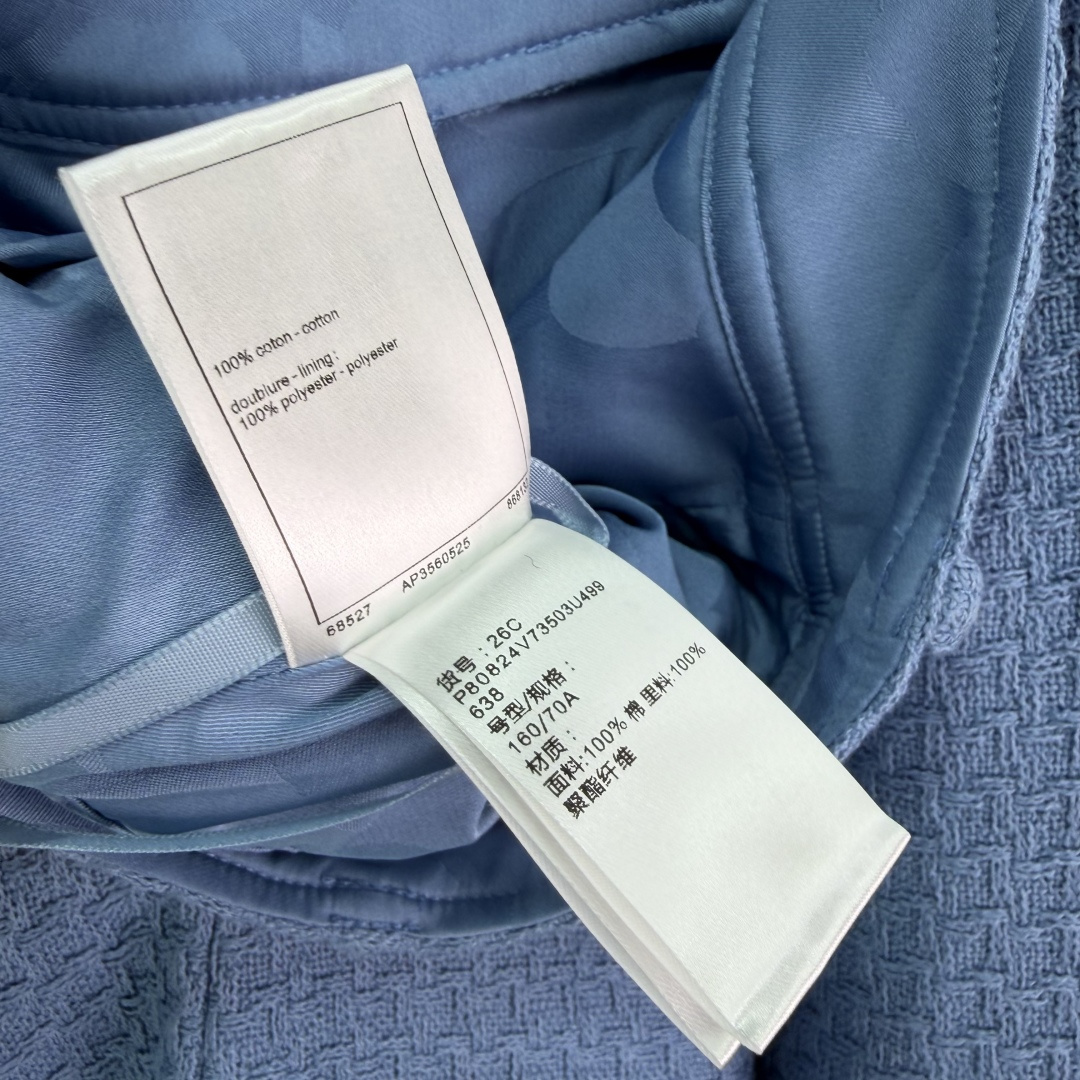 100% coton - cotton
doublure - lining :
100% polyester - polyester
68527 AP3560525
货号 : 26C
P80824V73503U499
638
号型/规格 :
160/70A
材质 :
面料:100% 棉 里料:100%
聚酯纤维